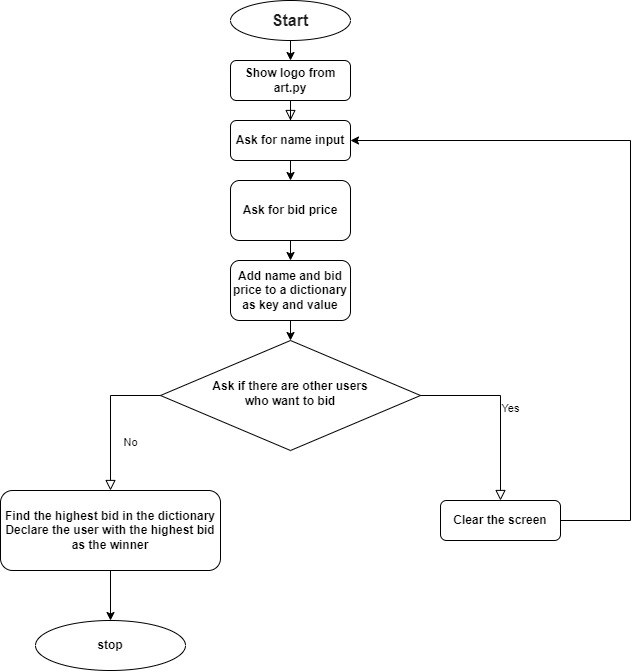 Start
Show logo from
art.py
Ask for name input
Ask for bid price
Add name and bid
price to a dictionary
as key and value
Ask if there are other users
who want to bid
Yes
No
Find the highest bid in the dictionary
Declare the user with the highest bid
as the winner
Clear the screen
stop